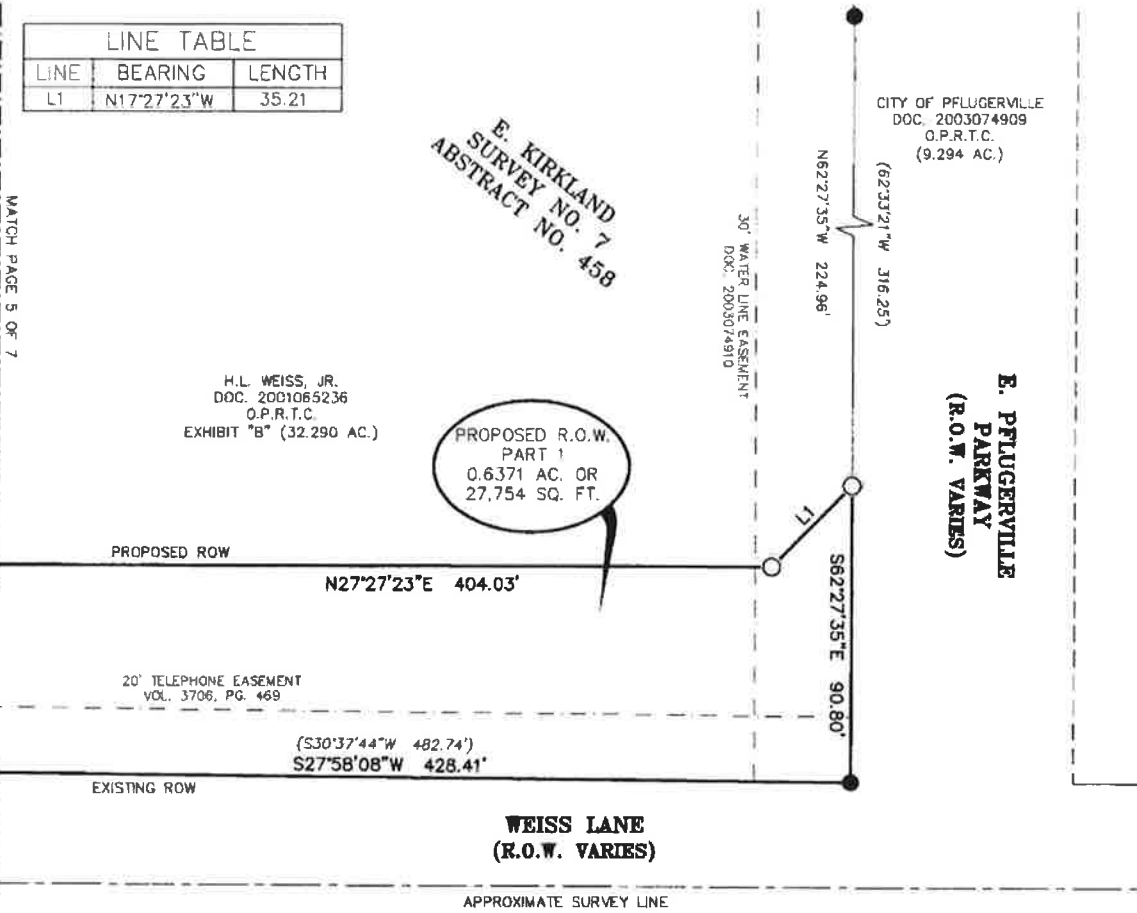 LINE TABLE
LINE BEARING LENGTH
L1 N17°27'23"W 35.21
MATCH PAGE 5 OF 7
E. KIRKLAND
SURVEY NO. 7
ABSTRACT NO. 458
CITY OF PFLUGERVILLE
DOC. 2003074909
O.P.R.T.C.
(9.294 AC.)
(62°33'21"W 316.25')
N62°27'35"W 224.96'
30' WATER LINE EASEMENT
DOC. 2003074910
H.L. WEISS, JR.
DOC. 2001065236
O.P.R.T.C.
EXHIBIT "B" (32.290 AC.)
PROPOSED R.O.W.
PART 1
0.6371 AC. OR
27,754 SQ. FT.
E. PFLUGERVILLE
PARKWAY
(R.O.W. VARIES)
L1
PROPOSED ROW
N27°27'23"E 404.03'
S62°27'35"E 90.80'
20' TELEPHONE EASEMENT
VOL. 3706, PG. 469
(S30°37'44"W 482.74')
S27°58'08"W 428.41'
EXISTING ROW
WEISS LANE
(R.O.W. VARIES)
APPROXIMATE SURVEY LINE